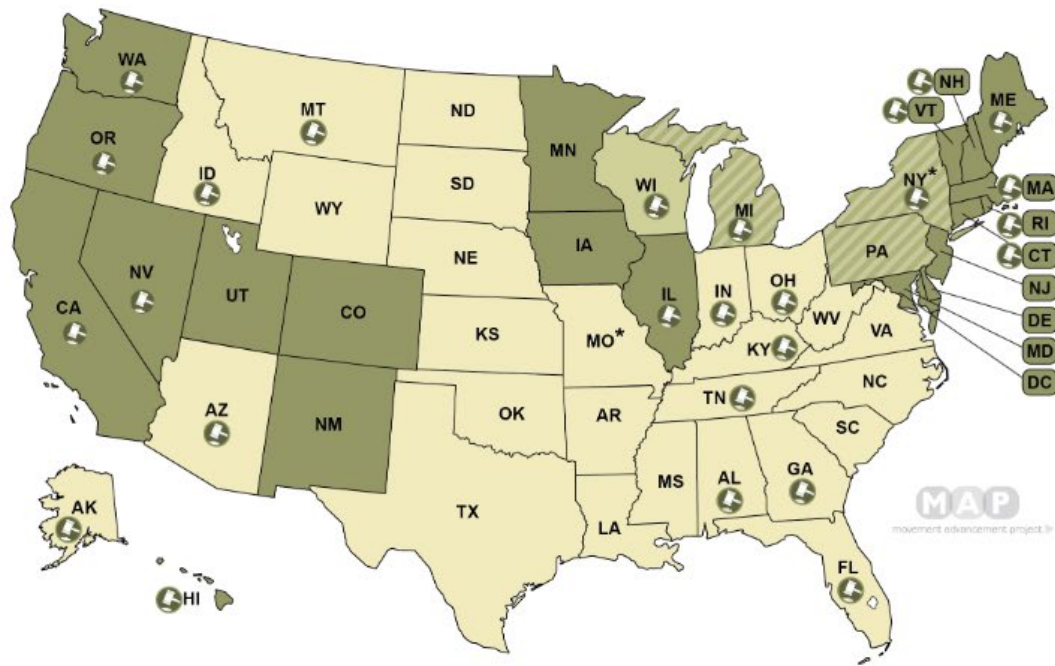 WA
OR
CA
NV
ID
MT
WY
UT
AZ
CO
NM
ND
SD
NE
KS
OK
TX
MN
IA
MO*
AR
LA
WI
IL
MI
IN
OH
KY
TN
MS
AL
GA
FL
SC
NC
VA
WV
PA
NY*
VT
NH
ME
MA
RI
CT
NJ
DE
MD
DC
AK
HI
MAP
movement advancement project